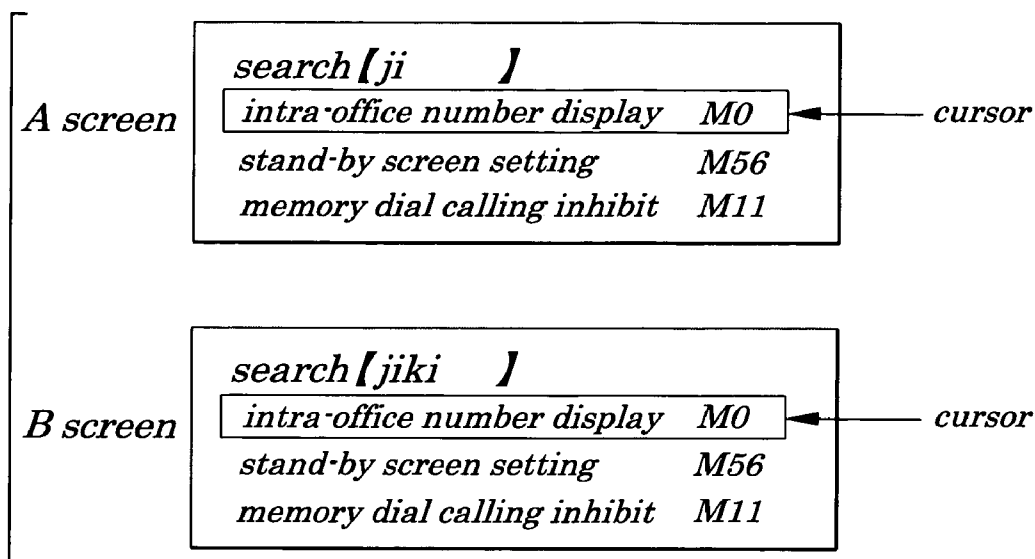 search【ji 】
A screen
intra-office number display M0
cursor
stand-by screen setting M56
memory dial calling inhibit M11
search【jiki 】
B screen
intra-office number display M0
cursor
stand-by screen setting M56
memory dial calling inhibit M11